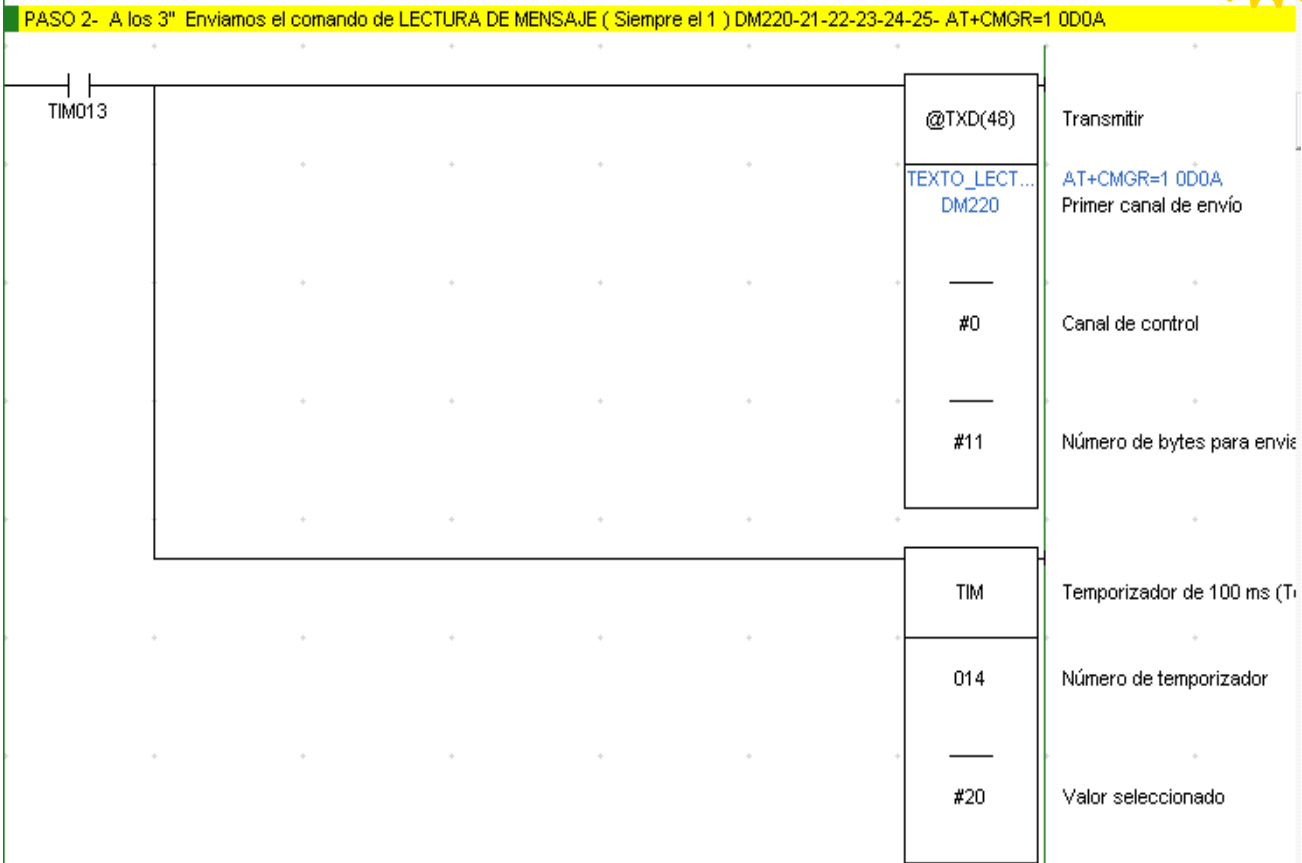 PASO 2- A los 3" Enviamos el comando de LECTURA DE MENSAJE ( Siempre el 1 ) DM220-21-22-23-24-25- AT+CMGR=1 0D0A
TIM013
@TXD(48)
Transmitir
TEXTO_LECT...
AT+CMGR=1 0D0A
DM220
Primer canal de envío
#0
Canal de control
#11
Número de bytes para envia
TIM
Temporizador de 100 ms (T
014
Número de temporizador
#20
Valor seleccionado